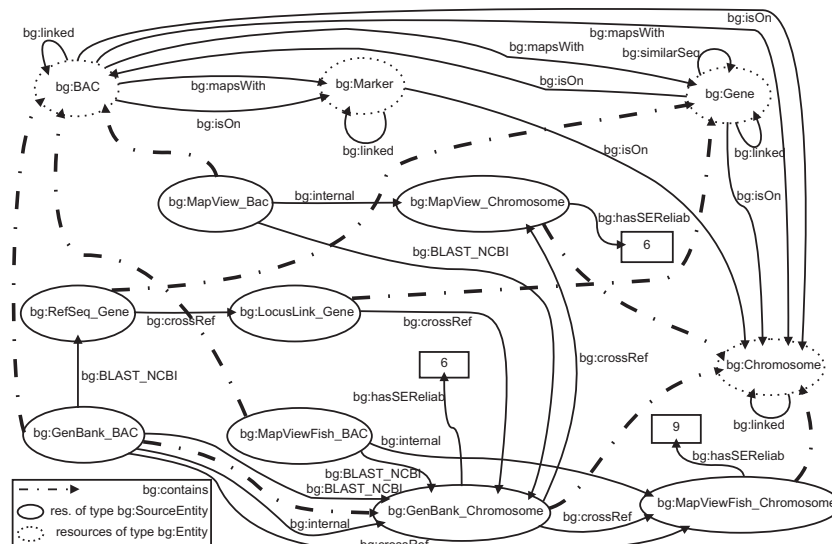 bg:isOn
bg:linked
bg:mapsWith
bg:mapsWith
bg:similarSeq
bg:BAC
bg:mapsWith
bg:Marker
bg:isOn
bg:Gene
bg:isOn
bg:linked
bg:isOn
bg:linked
bg:isOn
bg:MapView_Bac
bg:internal
bg:MapView_Chromosome
bg:hasSEReliab
6
bg:BLAST_NCBI
bg:RefSeq_Gene
bg:crossRef
bg:LocusLink_Gene
bg:crossRef
bg:crossRef
6
bg:Chromosome
bg:BLAST_NCBI
bg:hasSEReliab
bg:linked
9
bg:GenBank_BAC
bg:MapViewFish_BAC
bg:internal
bg:hasSEReliab
bg:BLAST_NCBI
bg:BLAST_NCBI
bg:contains
res. of type bg:SourceEntity
resources of type bg:Entity
bg:internal
bg:GenBank_Chromosome
bg:crossRef
bg:MapViewFish_Chromosome
bg:crossRef